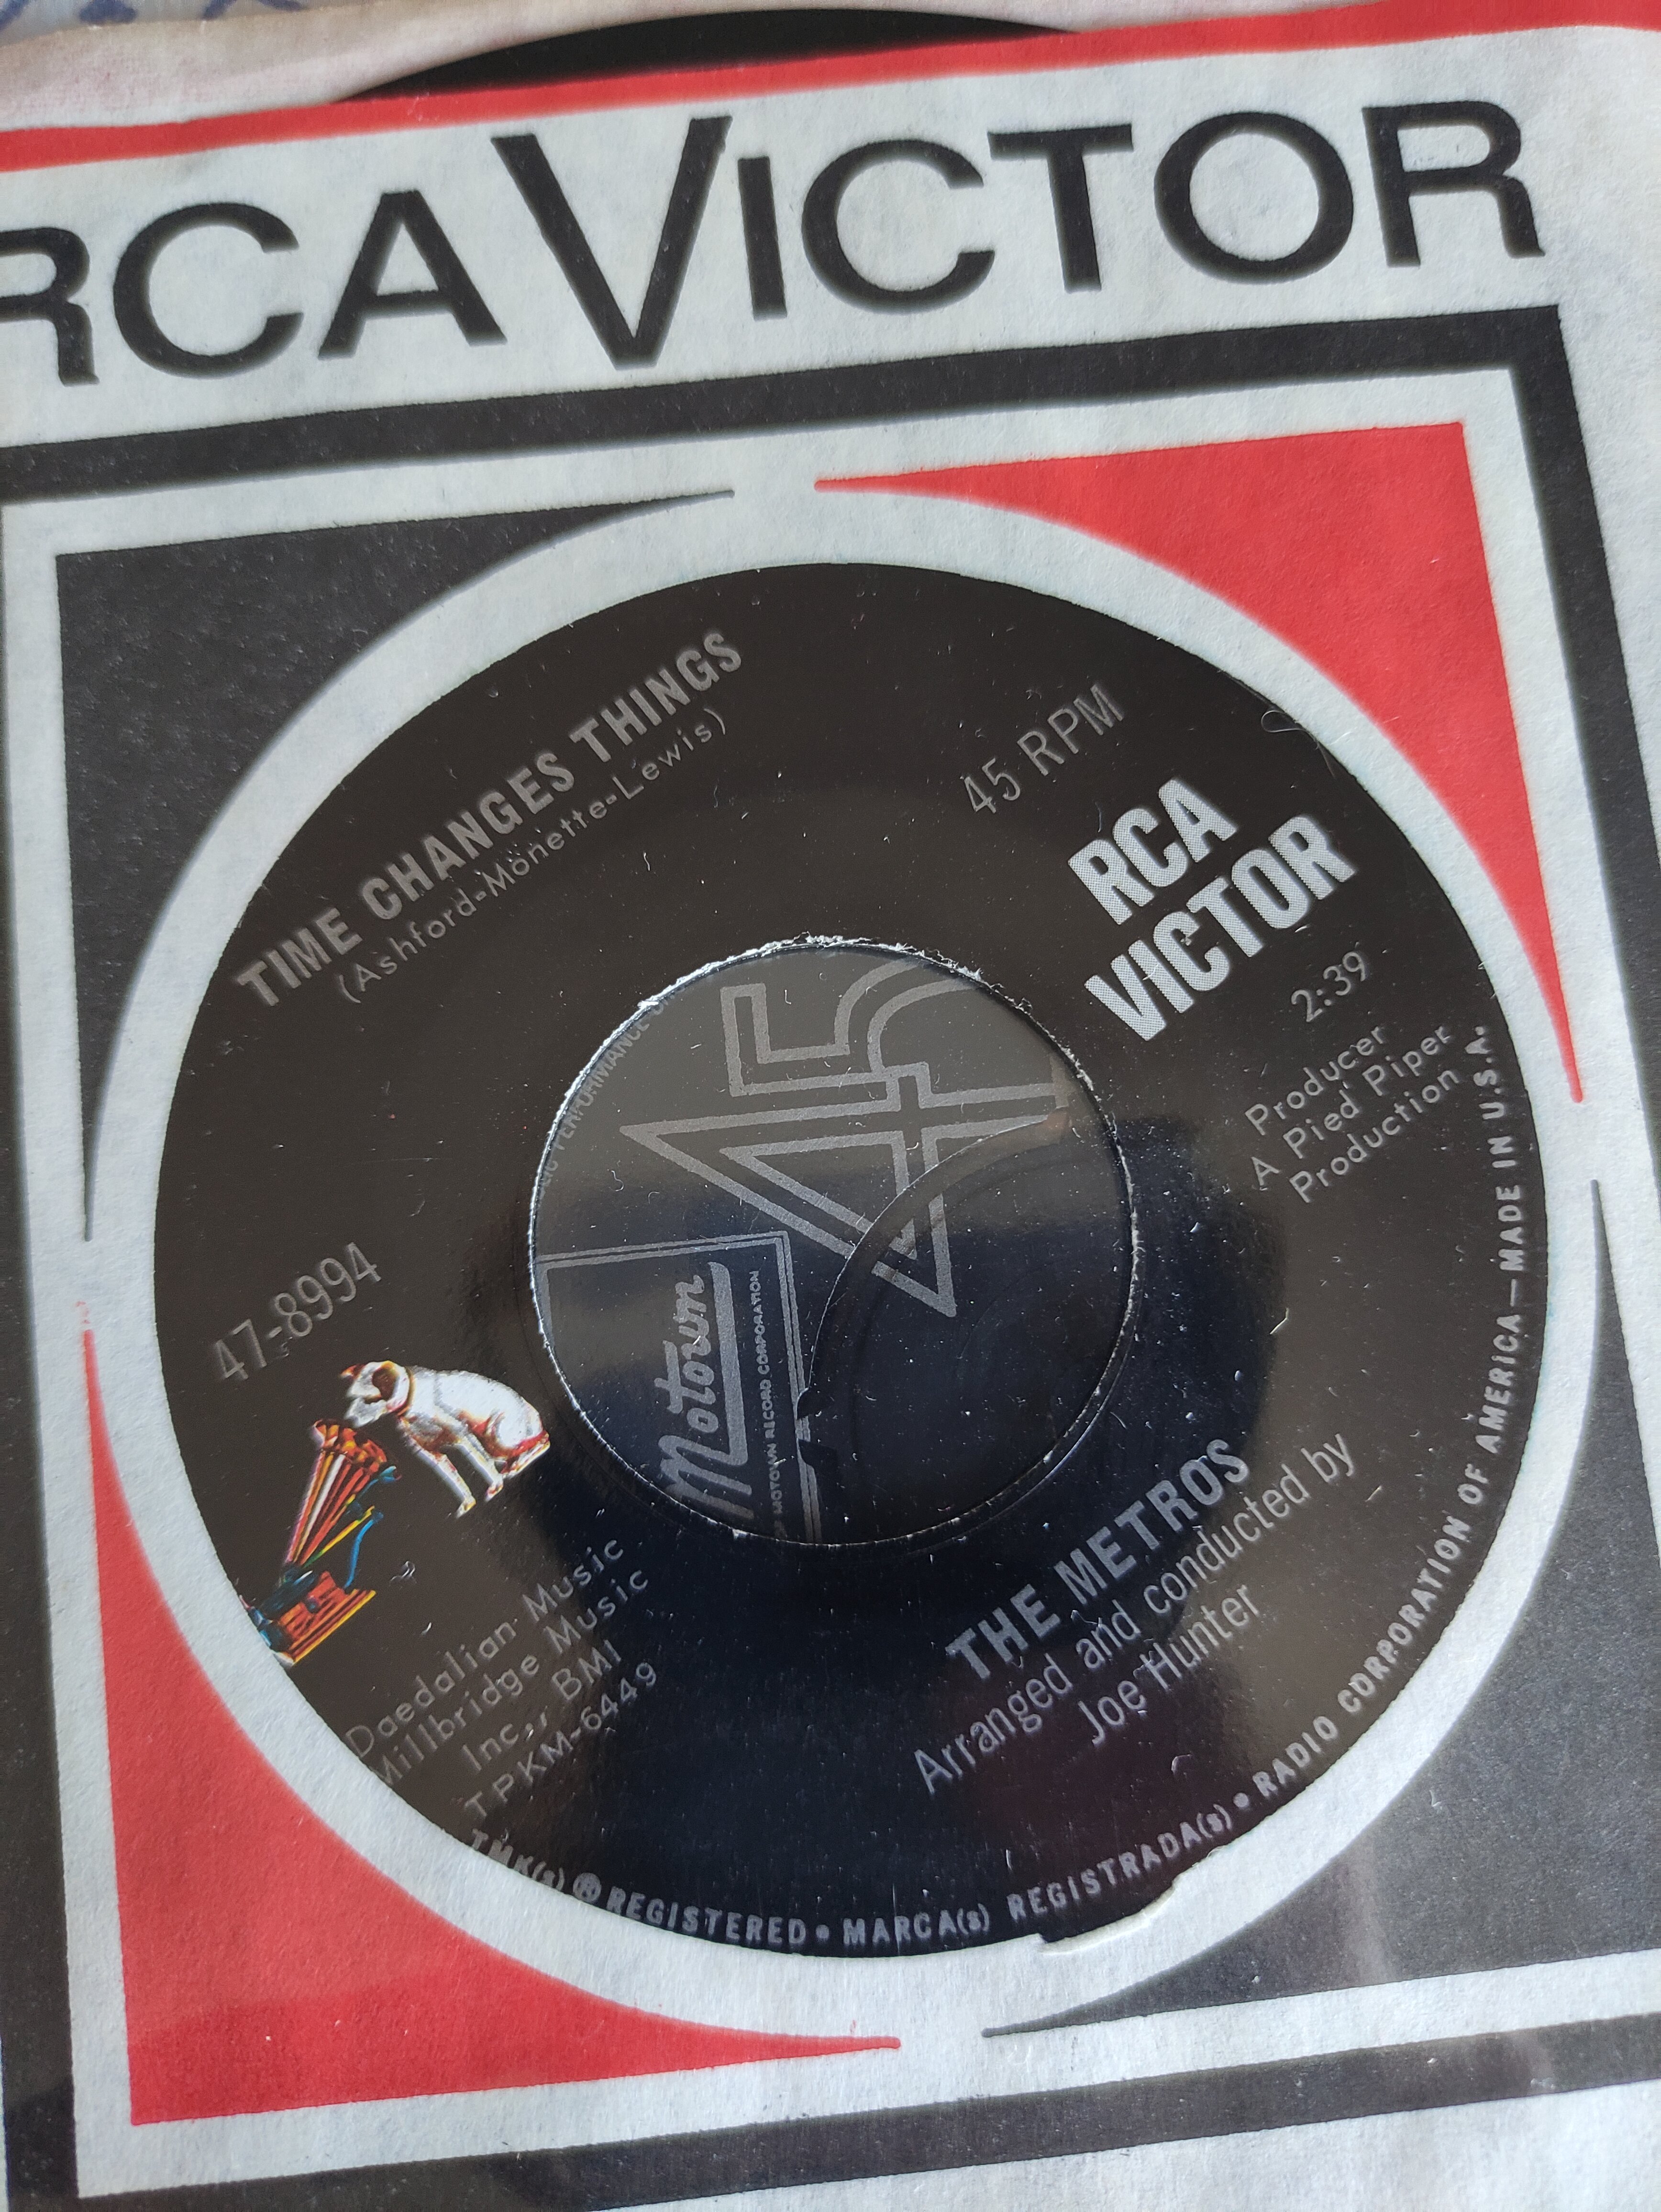 RCA VICTOR
TIME CHANGES THINGS
(Ashford-Monette-Lewis)
45 RPM
RCA
VICTOR
2:39
Producer
A Pied Piper
Production
47-8994
45
Motown
MOTOWN RECORD CORPORATION
Daedalian Music
Millbridge Music
Inc., BMI
TPKM-6449
THE METROS
Arranged and conducted by
Joe Hunter
TMK(s) ® REGISTERED • MARCA(s) REGISTRADA(s) • RADIO CORPORATION OF AMERICA—MADE IN U.S.A.